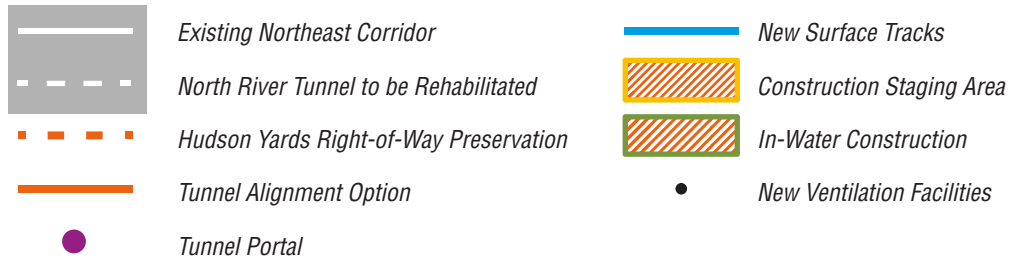 Existing Northeast Corridor
North River Tunnel to be Rehabilitated
Hudson Yards Right-of-Way Preservation
Tunnel Alignment Option
Tunnel Portal
New Surface Tracks
Construction Staging Area
In-Water Construction
New Ventilation Facilities